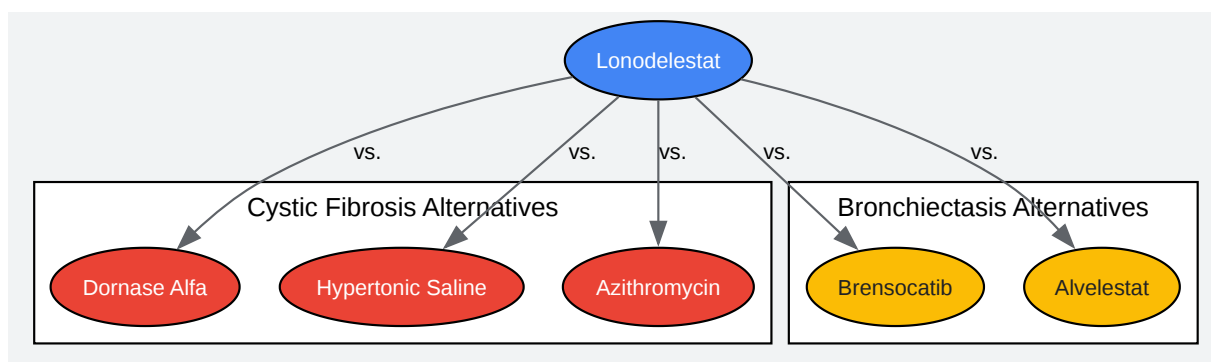 Lonodelestat
vs.
vs.
vs.
vs.
vs.
Cystic Fibrosis Alternatives
Bronchiectasis Alternatives
Dornase Alfa
Hypertonic Saline
Azithromycin
Brensocatib
Alvelestat